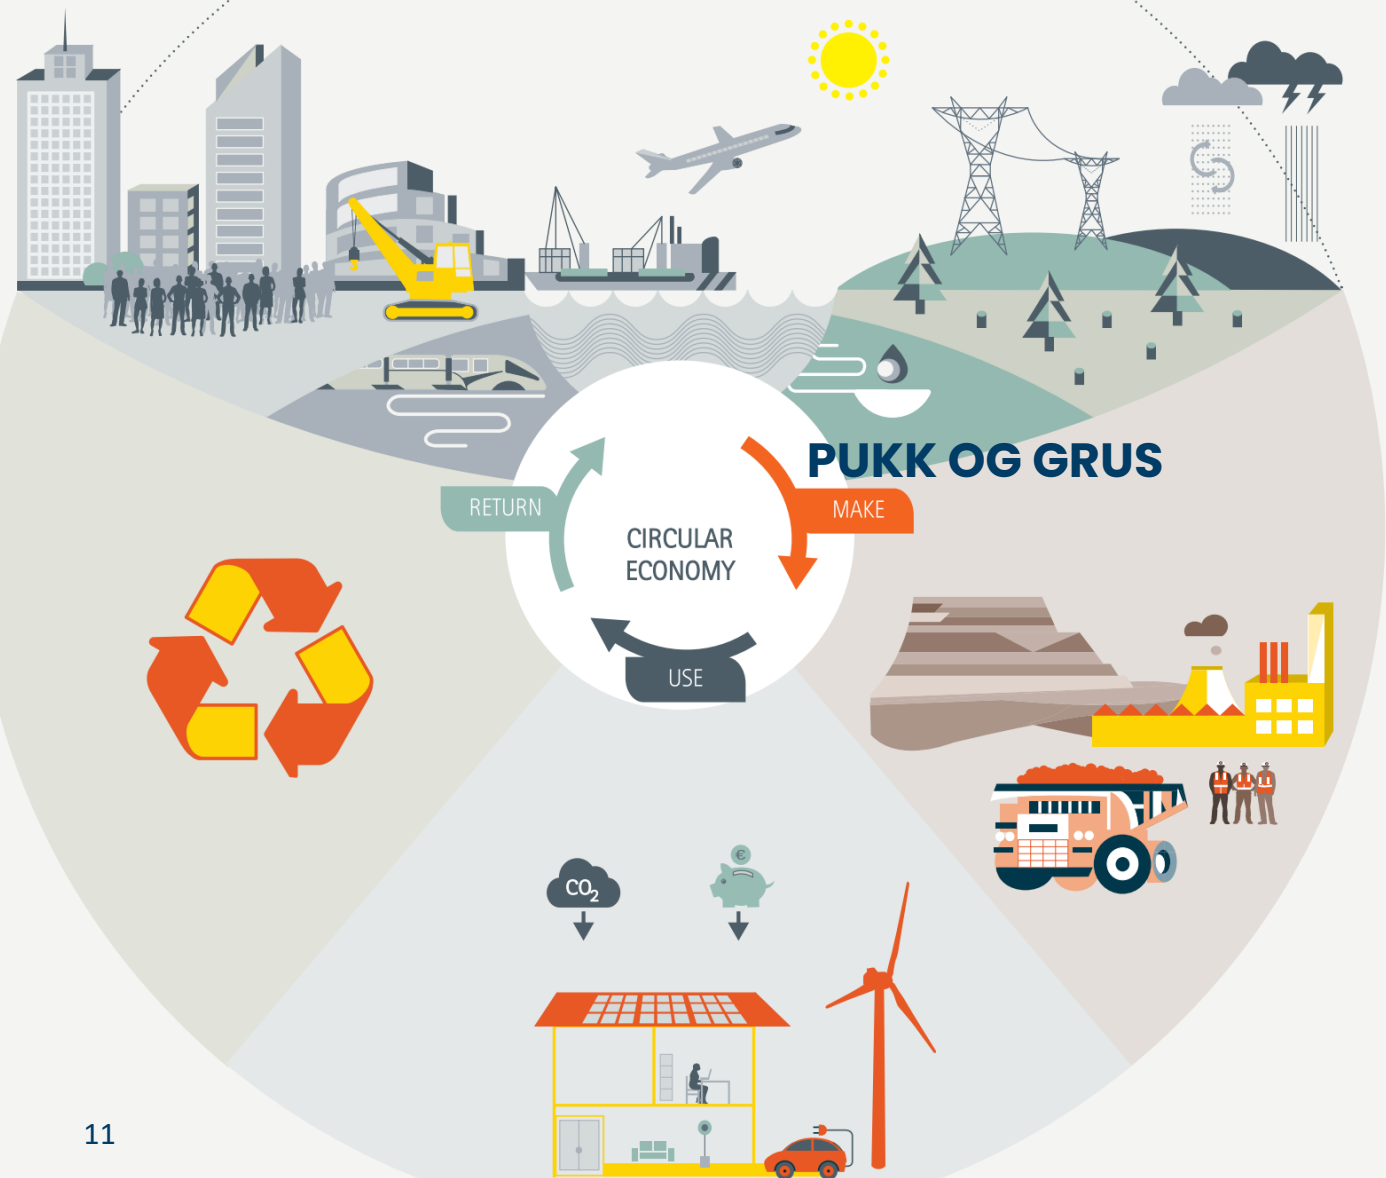 PUKK OG GRUS
RETURN
MAKE
CIRCULAR
ECONOMY
USE
€
CO₂
11